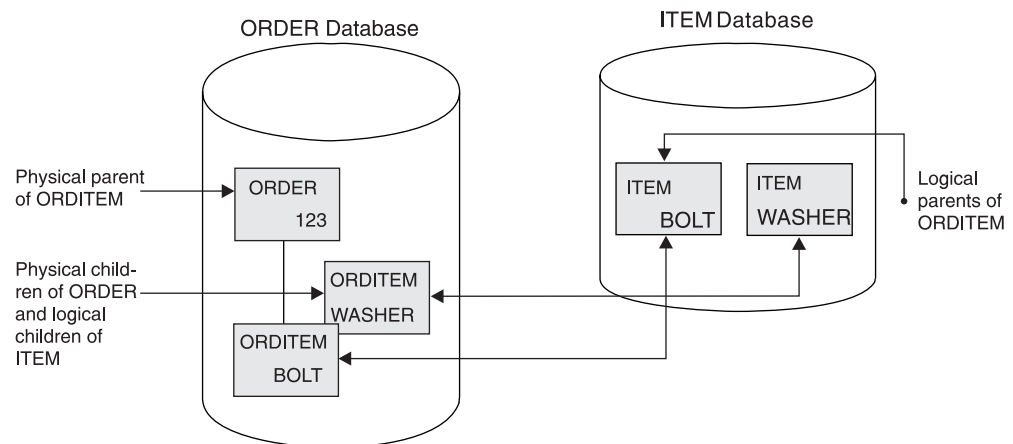 ORDER Database
ITEM Database
Physical parent
of ORDITEM
ORDER
123
ITEM
BOLT
ITEM
WASHER
Logical
parents of
ORDITEM
Physical child-
ren of ORDER
and logical
children of
ITEM
ORDITEM
WASHER
ORDITEM
BOLT